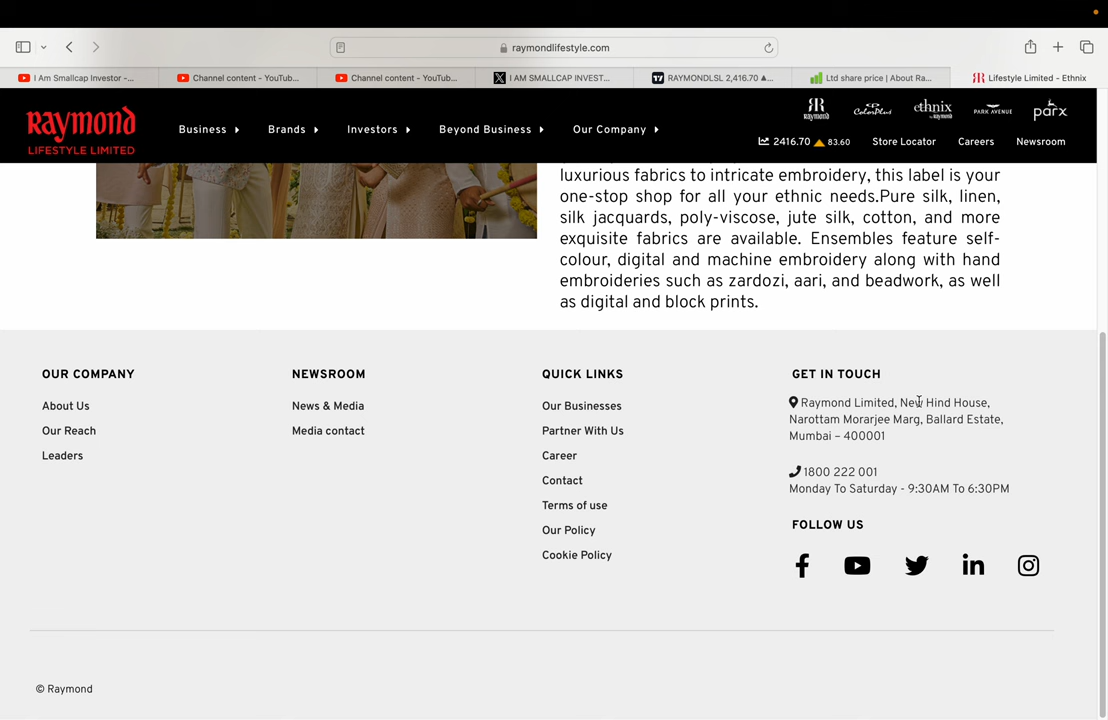 raymondlifestyle.com
I Am Smallcap Investor -...
Channel content - YouTub...
Channel content - YouTub...
I AM SMALLCAP INVEST...
RAYMONDLSL 2,416.70 ▲...
Ltd share price | About Ra...
Lifestyle Limited - Ethnix
Raymond
LIFESTYLE LIMITED
Business
Brands
Investors
Beyond Business
Our Company
Raymond
ColorPlus
ethnix
by Raymond
PARK AVENUE
parx
2416.70 ▲ 83.60
Store Locator
Careers
Newsroom
luxurious fabrics to intricate embroidery, this label is your
one-stop shop for all your ethnic needs.Pure silk, linen,
silk jacquards, poly-viscose, jute silk, cotton, and more
exquisite fabrics are available. Ensembles feature self-
colour, digital and machine embroidery along with hand
embroideries such as zardozi, aari, and beadwork, as well
as digital and block prints.
OUR COMPANY
About Us
Our Reach
Leaders
NEWSROOM
News & Media
Media contact
QUICK LINKS
Our Businesses
Partner With Us
Career
Contact
Terms of use
Our Policy
Cookie Policy
GET IN TOUCH
Raymond Limited, New Hind House,
Narottam Morarjee Marg, Ballard Estate,
Mumbai – 400001
1800 222 001
Monday To Saturday - 9:30AM To 6:30PM
FOLLOW US
© Raymond